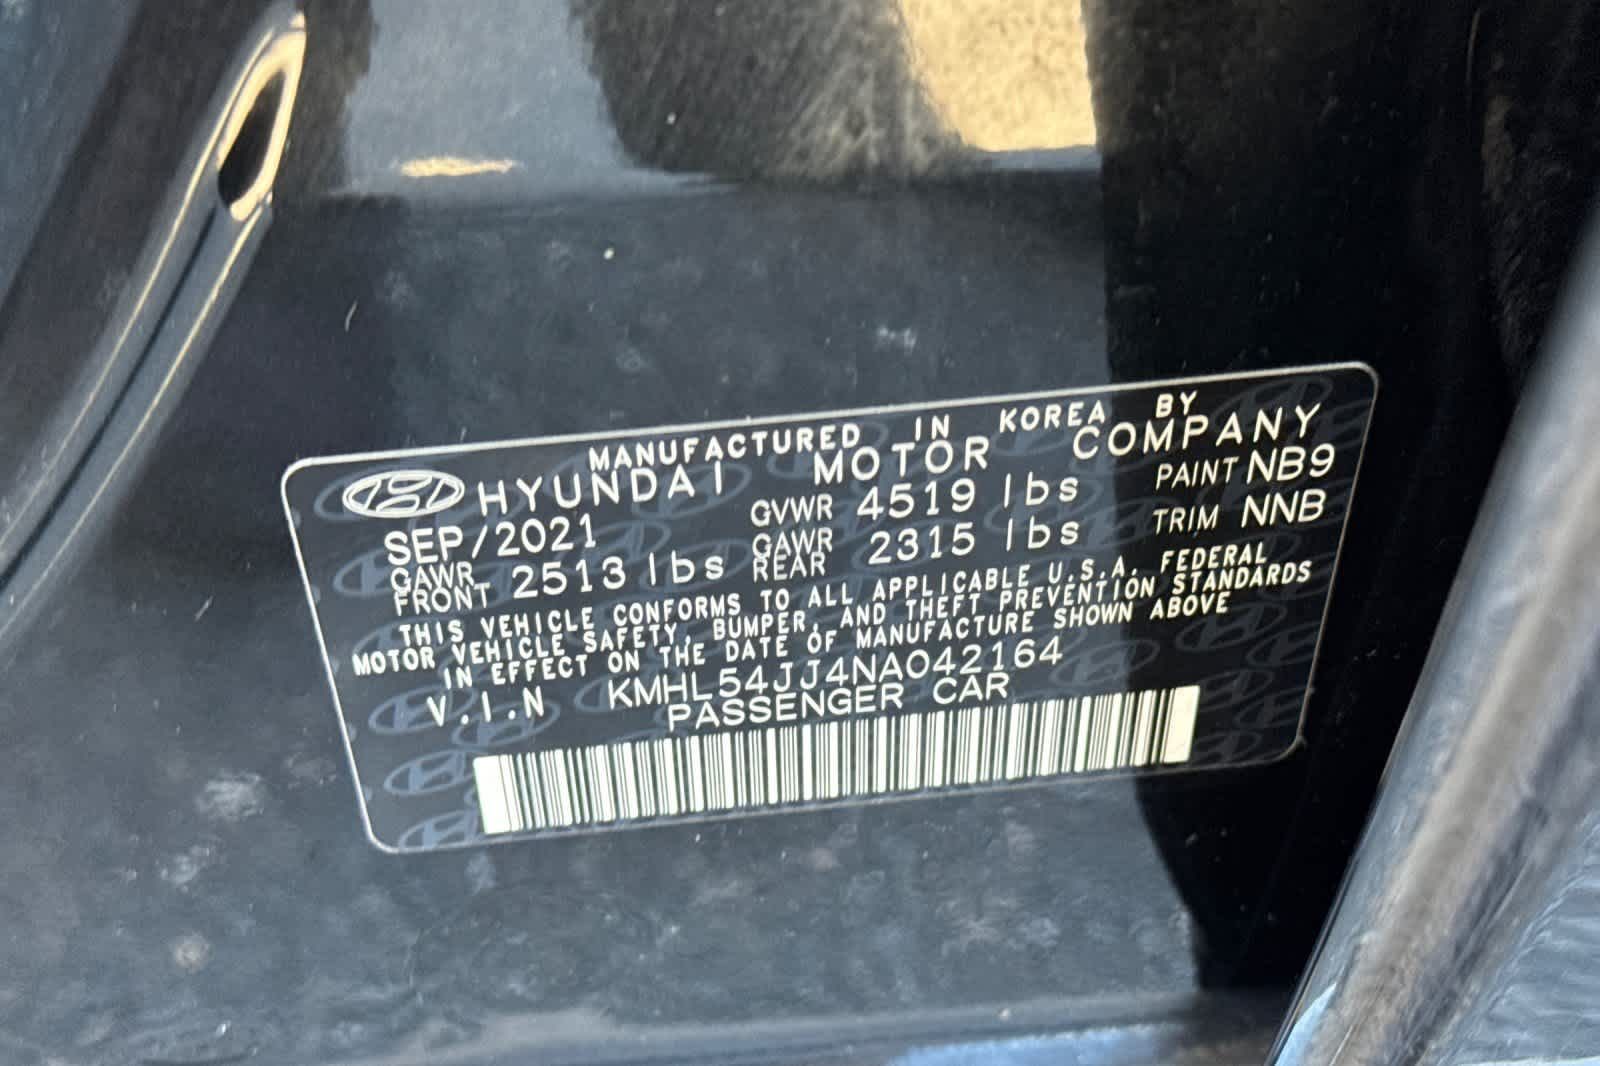 MANUFACTURED IN KOREA BY
HYUNDAI MOTOR COMPANY
SEP/2021 GVWR 4519 lbs PAINT NB9
GAWR FRONT 2513 lbs GAWR REAR 2315 lbs TRIM NNB
THIS VEHICLE CONFORMS TO ALL APPLICABLE U.S.A. FEDERAL
MOTOR VEHICLE SAFETY, BUMPER, AND THEFT PREVENTION STANDARDS
IN EFFECT ON THE DATE OF MANUFACTURE SHOWN ABOVE
V.I.N KMHL54JJ4NA042164
PASSENGER CAR